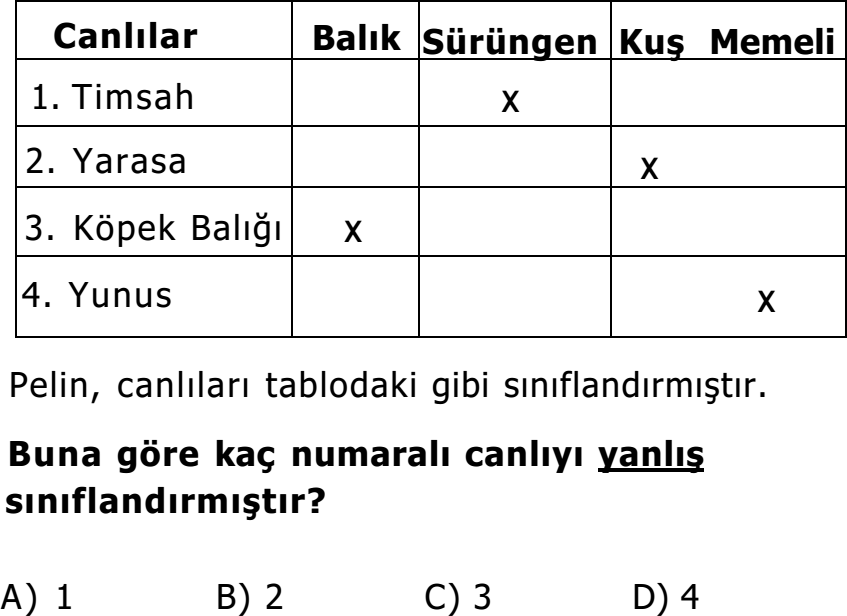 Canlılar Balık Sürüngen Kuş Memeli
1. Timsah x
2. Yarasa x
3. Köpek Balığı x
4. Yunus x
Pelin, canlıları tablodaki gibi sınıflandırmıştır.
Buna göre kaç numaralı canlıyı yanlış
sınıflandırmıştır?
A) 1 B) 2 C) 3 D) 4